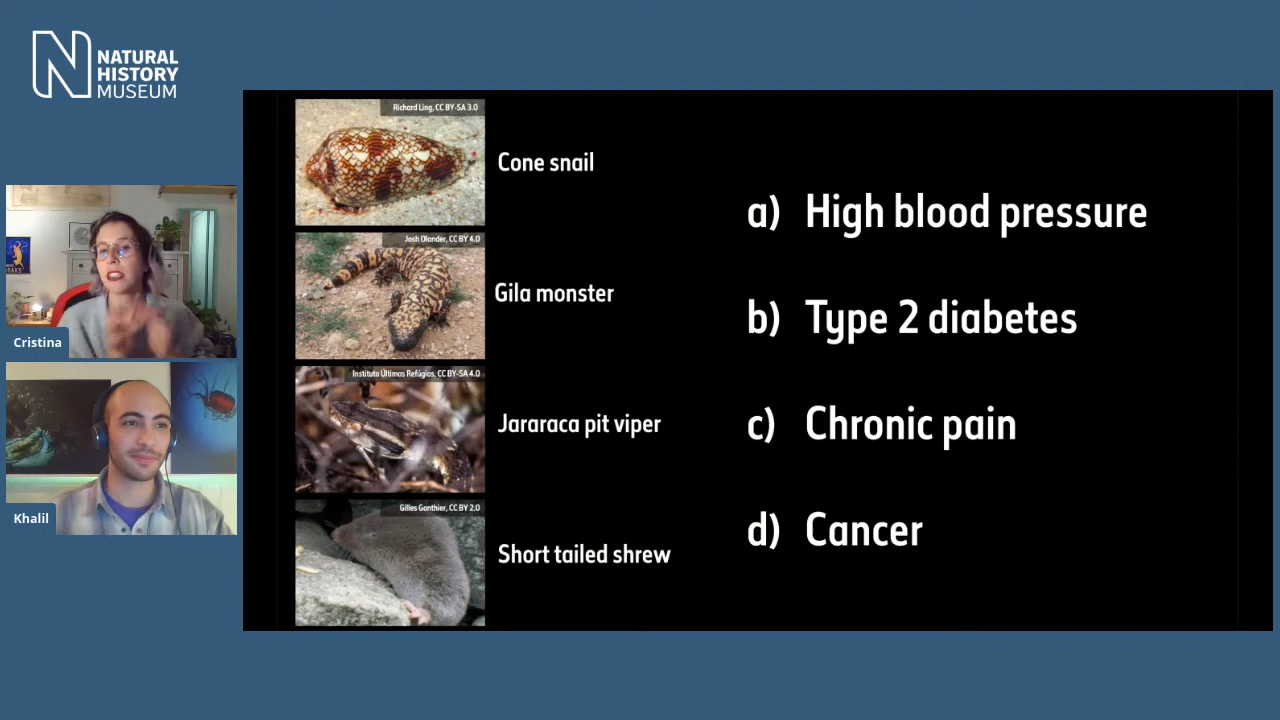 NATURAL
HISTORY
MUSEUM
Cristina
Khalil
Richard Ling, CC BY-SA 3.0
Cone snail
Josh Olander, CC BY 4.0
Gila monster
Instituto Últimos Refúgios, CC BY-SA 4.0
Jararaca pit viper
Gilles Gonthier, CC BY 2.0
Short tailed shrew
a) High blood pressure
b) Type 2 diabetes
c) Chronic pain
d) Cancer